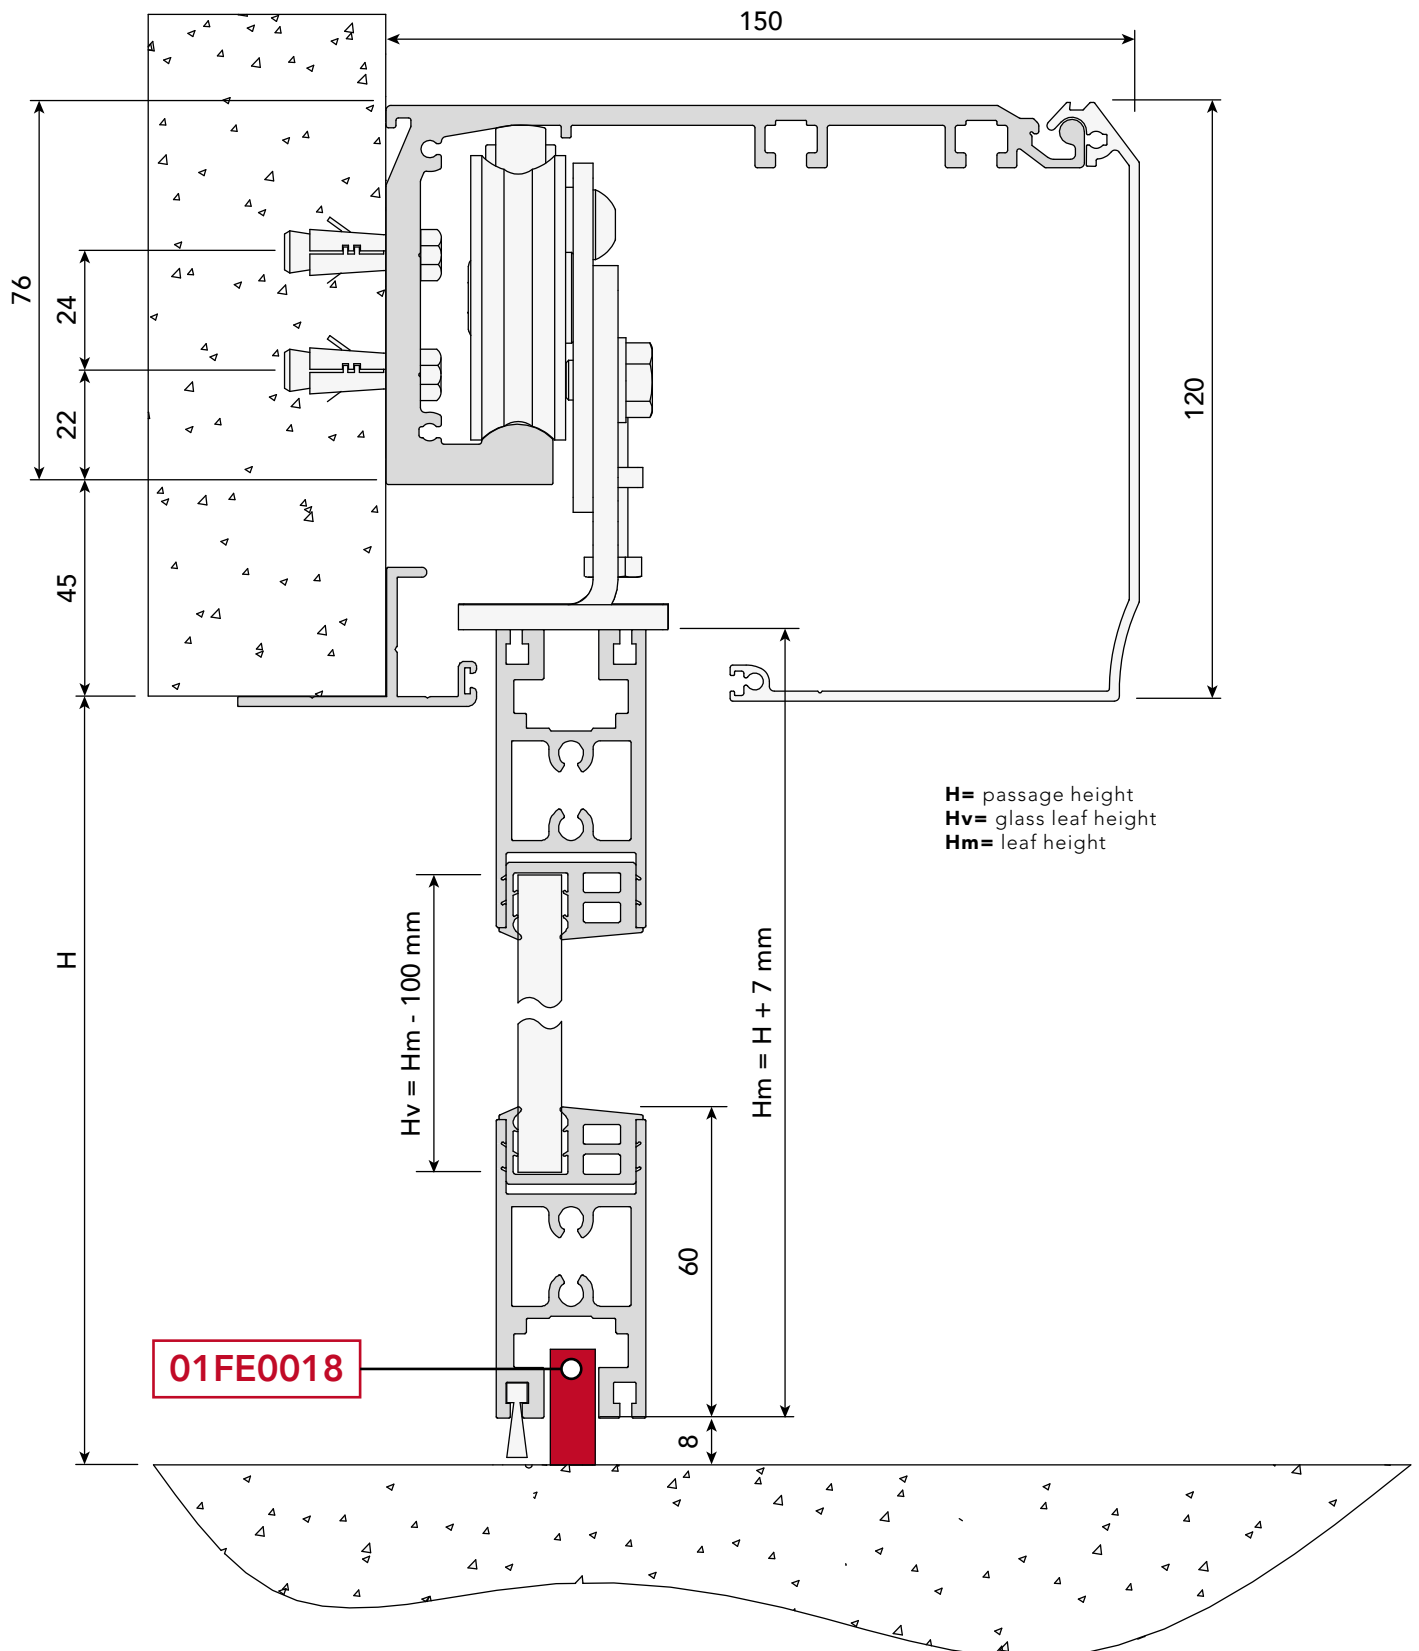 150
76
24
22
45
120
H= passage height
Hv= glass leaf height
Hm= leaf height
H
Hv = Hm - 100 mm
Hm = H + 7 mm
60
01FE0018
8